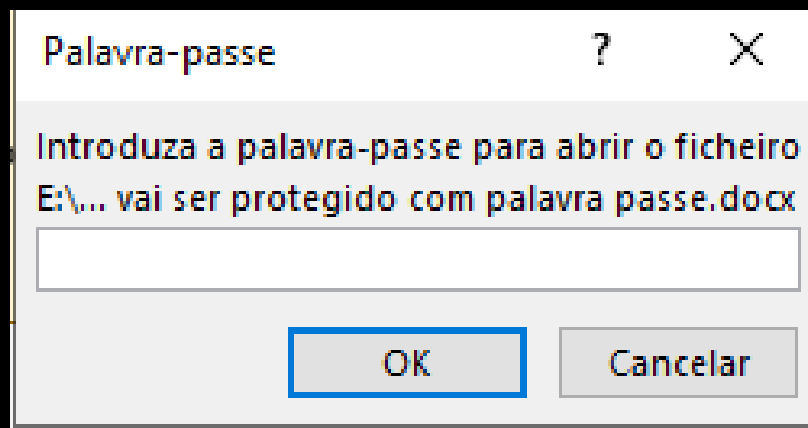 Palavra-passe ?
Introduza a palavra-passe para abrir o ficheiro
E:\... vai ser protegido com palavra passe.docx
OK Cancelar